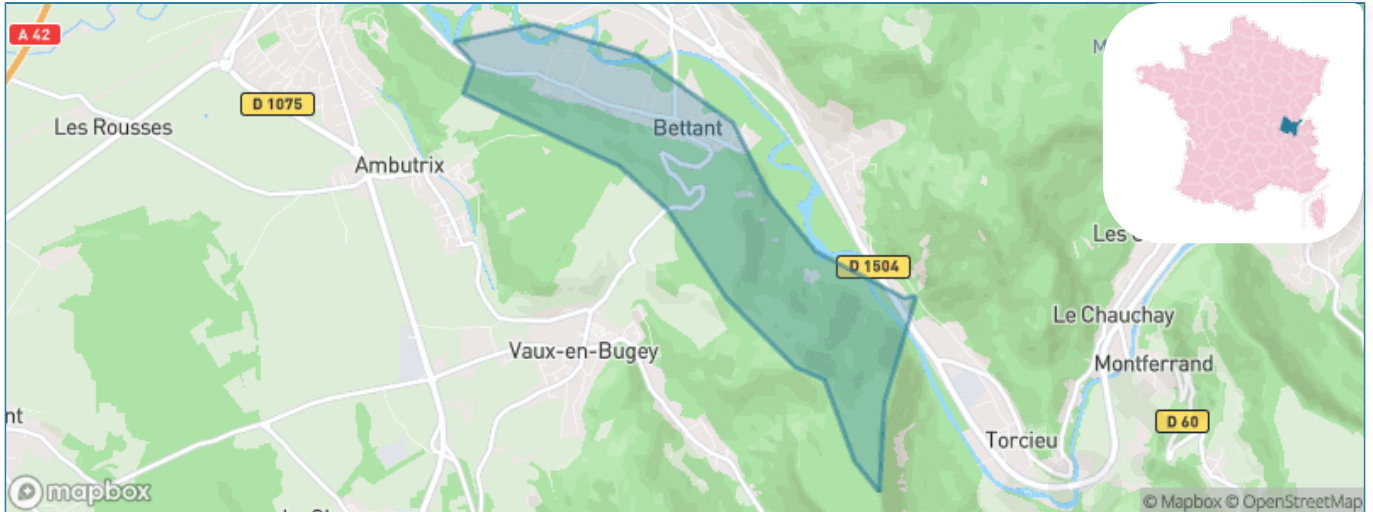 A 42
D 1075
Les Rousses
Bettant
Ambutrix
D 1504
Le Chauchay
Vaux-en-Bugey
Montferrand
D 60
Torcieu
mapbox
© Mapbox © OpenStreetMap